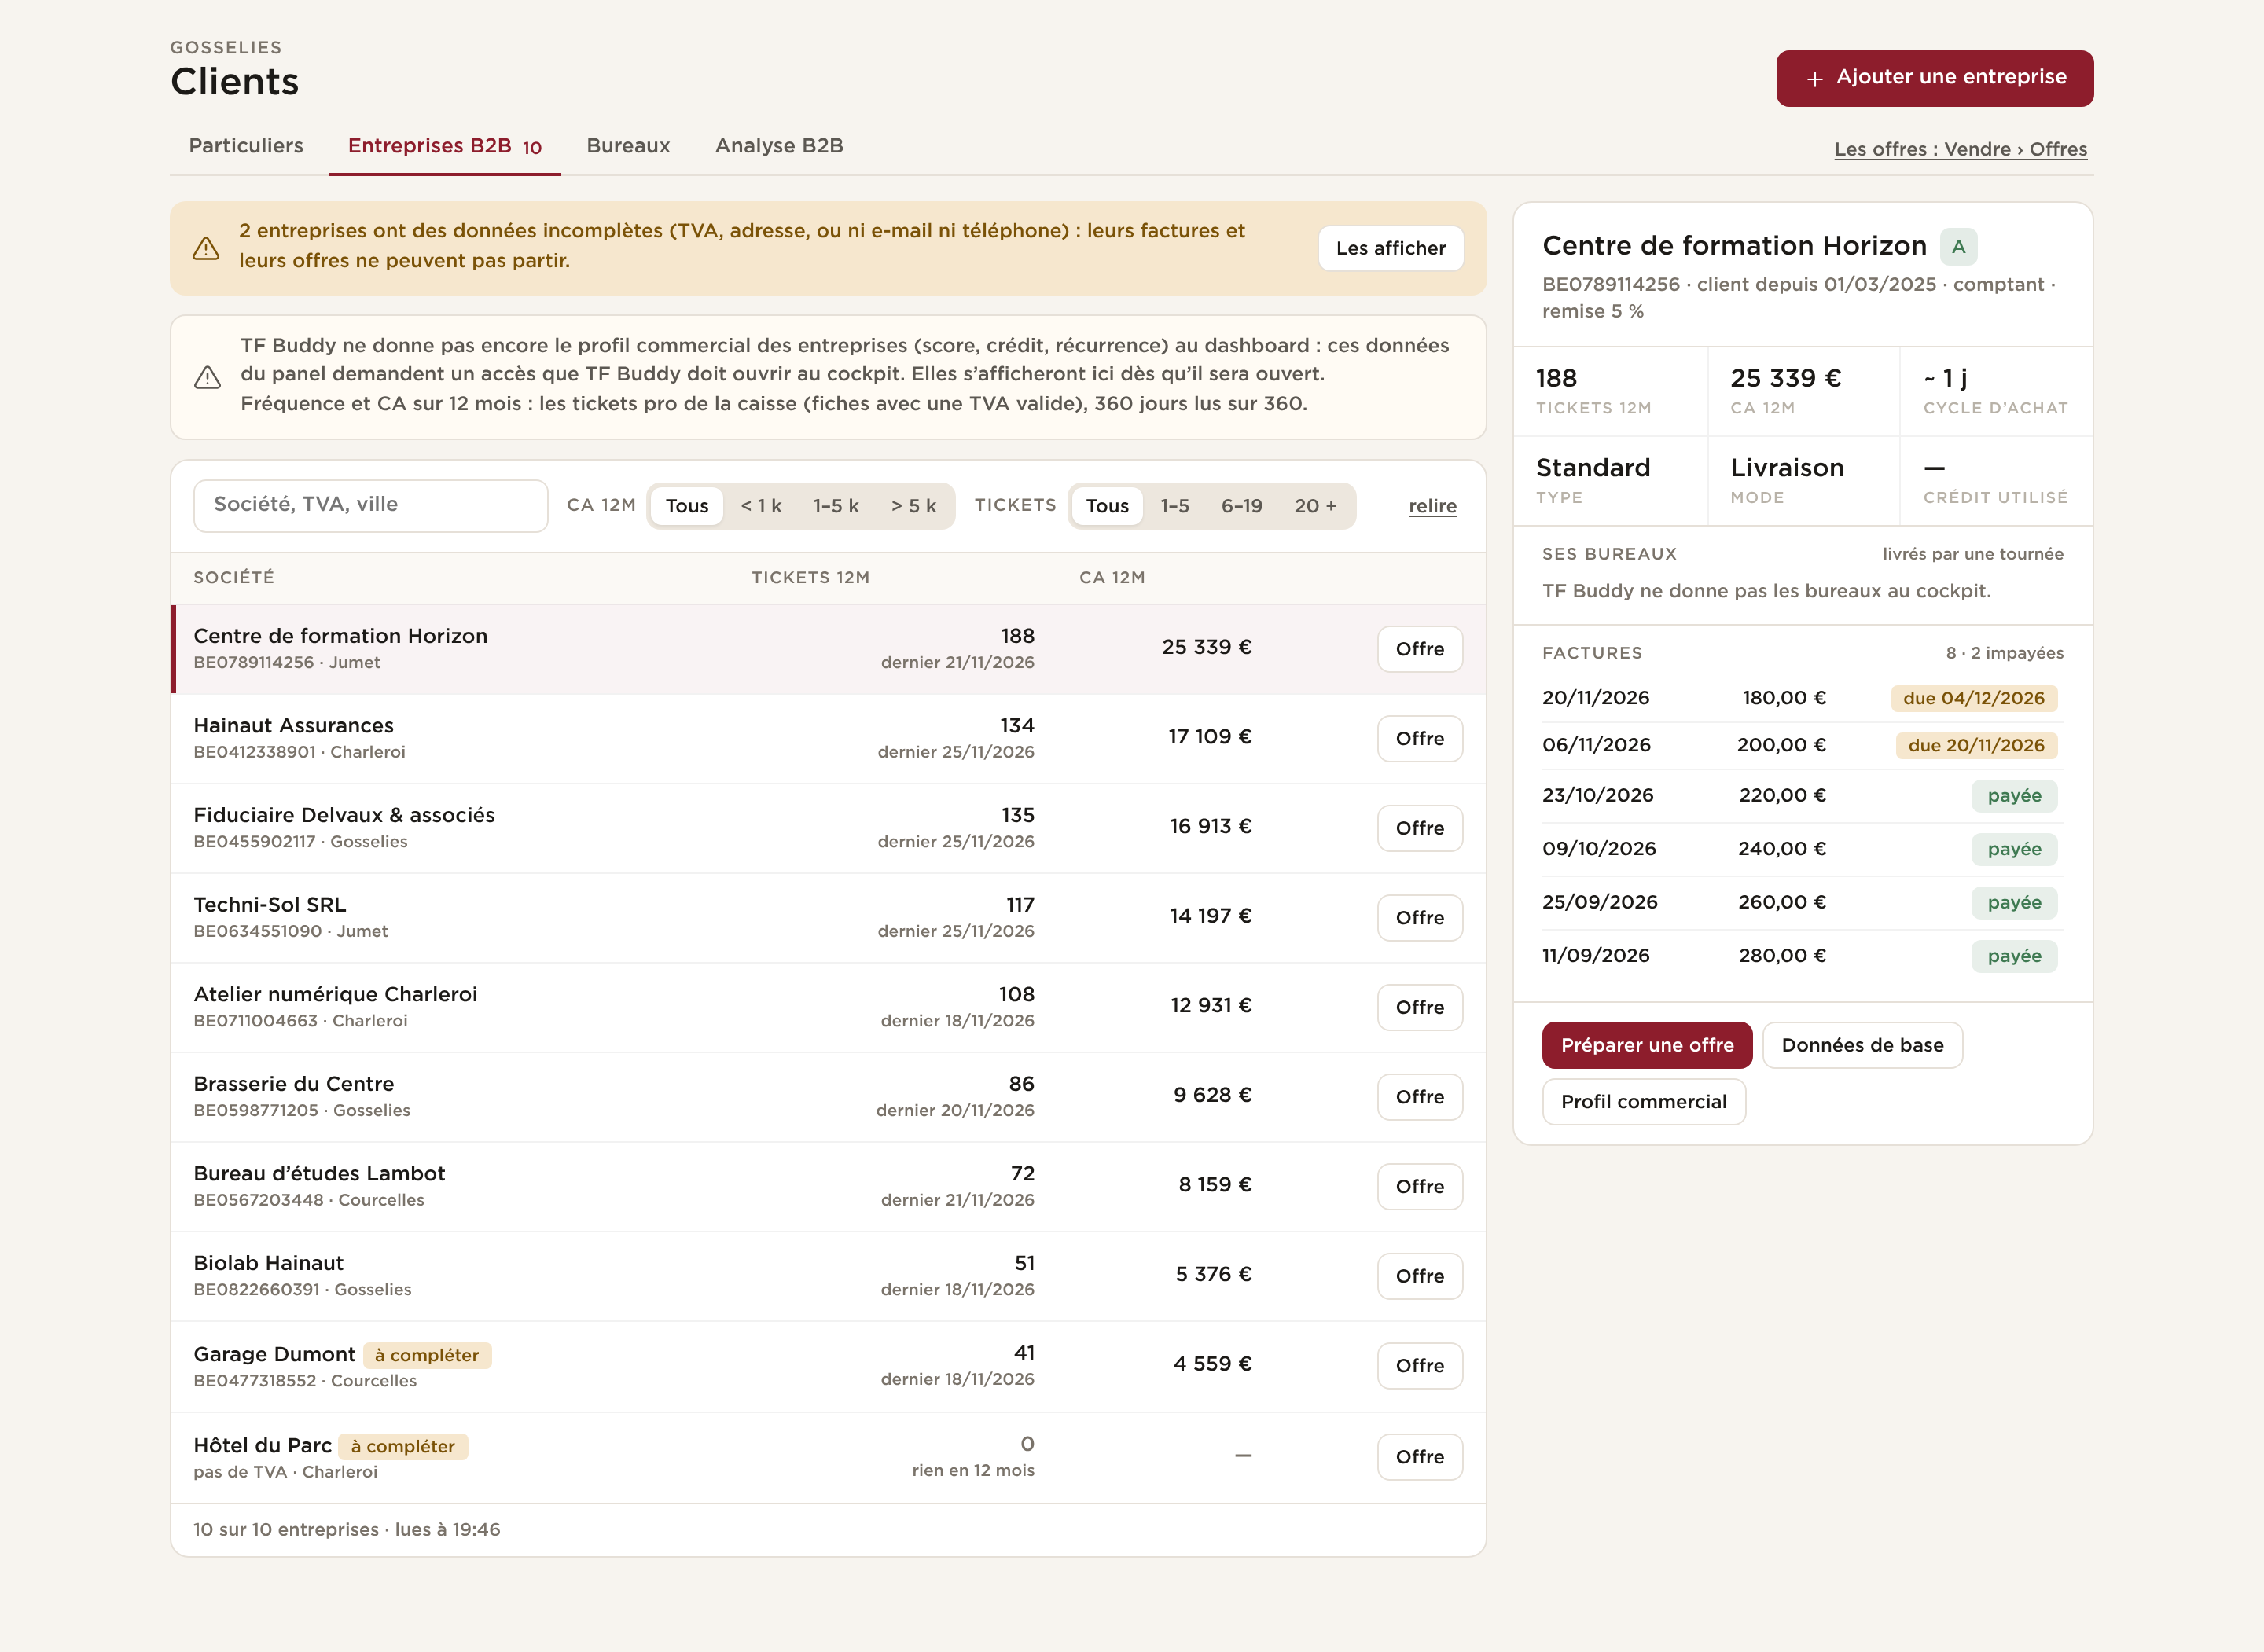 GOSSELIES
Clients
+ Ajouter une entreprise
Particuliers
Entreprises B2B 10
Bureaux
Analyse B2B
Les offres : Vendre › Offres
2 entreprises ont des données incomplètes (TVA, adresse, ou ni e-mail ni téléphone) : leurs factures et
leurs offres ne peuvent pas partir.
Les afficher
TF Buddy ne donne pas encore le profil commercial des entreprises (score, crédit, récurrence) au dashboard : ces données
du panel demandent un accès que TF Buddy doit ouvrir au cockpit. Elles s’afficheront ici dès qu’il sera ouvert.
Fréquence et CA sur 12 mois : les tickets pro de la caisse (fiches avec une TVA valide), 360 jours lus sur 360.
Société, TVA, ville
CA 12M Tous < 1 k 1–5 k > 5 k
TICKETS Tous 1–5 6–19 20 +
relire
SOCIÉTÉ TICKETS 12M CA 12M
Centre de formation Horizon 188 25 339 € Offre
BE0789114256 · Jumet dernier 21/11/2026
Hainaut Assurances 134 17 109 € Offre
BE0412338901 · Charleroi dernier 25/11/2026
Fiduciaire Delvaux & associés 135 16 913 € Offre
BE0455902117 · Gosselies dernier 25/11/2026
Techni-Sol SRL 117 14 197 € Offre
BE0634551090 · Jumet dernier 25/11/2026
Atelier numérique Charleroi 108 12 931 € Offre
BE0711004663 · Charleroi dernier 18/11/2026
Brasserie du Centre 86 9 628 € Offre
BE0598771205 · Gosselies dernier 20/11/2026
Bureau d’études Lambot 72 8 159 € Offre
BE0567203448 · Courcelles dernier 21/11/2026
Biolab Hainaut 51 5 376 € Offre
BE0822660391 · Gosselies dernier 18/11/2026
Garage Dumont à compléter 41 4 559 € Offre
BE0477318552 · Courcelles dernier 18/11/2026
Hôtel du Parc à compléter 0 — Offre
pas de TVA · Charleroi rien en 12 mois
10 sur 10 entreprises · lues à 19:46
Centre de formation Horizon A
BE0789114256 · client depuis 01/03/2025 · comptant ·
remise 5 %
188 25 339 € ~ 1 j
TICKETS 12M CA 12M CYCLE D’ACHAT
Standard Livraison —
TYPE MODE CRÉDIT UTILISÉ
SES BUREAUX livrés par une tournée
TF Buddy ne donne pas les bureaux au cockpit.
FACTURES 8 · 2 impayées
20/11/2026 180,00 € due 04/12/2026
06/11/2026 200,00 € due 20/11/2026
23/10/2026 220,00 € payée
09/10/2026 240,00 € payée
25/09/2026 260,00 € payée
11/09/2026 280,00 € payée
Préparer une offre
Données de base
Profil commercial